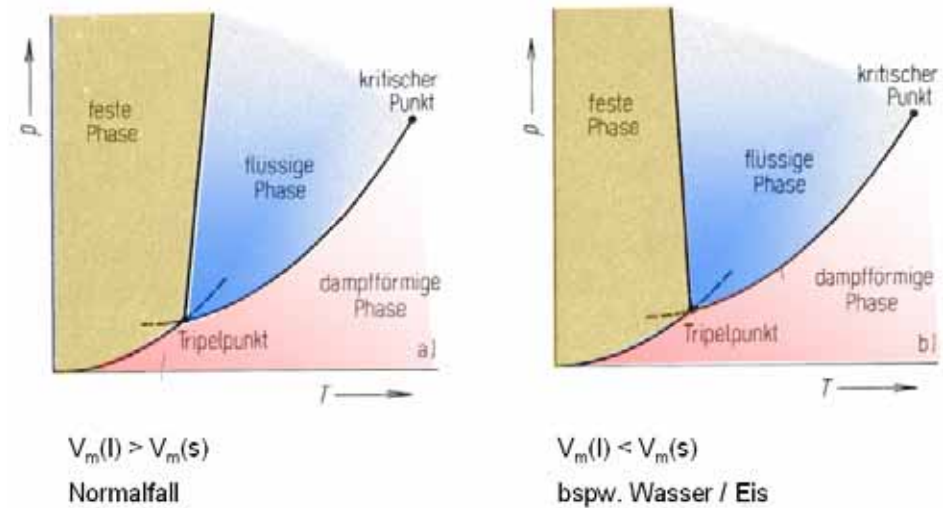 p
feste
Phase
flüssige
Phase
kritischer
Punkt
dampfförmige
Phase
Tripelpunkt
a)
T
Vm(l) > Vm(s)
Normalfall
p
feste
Phase
flüssige
Phase
kritischer
Punkt
dampfförmige
Phase
Tripelpunkt
b)
T
Vm(l) < Vm(s)
bspw. Wasser / Eis